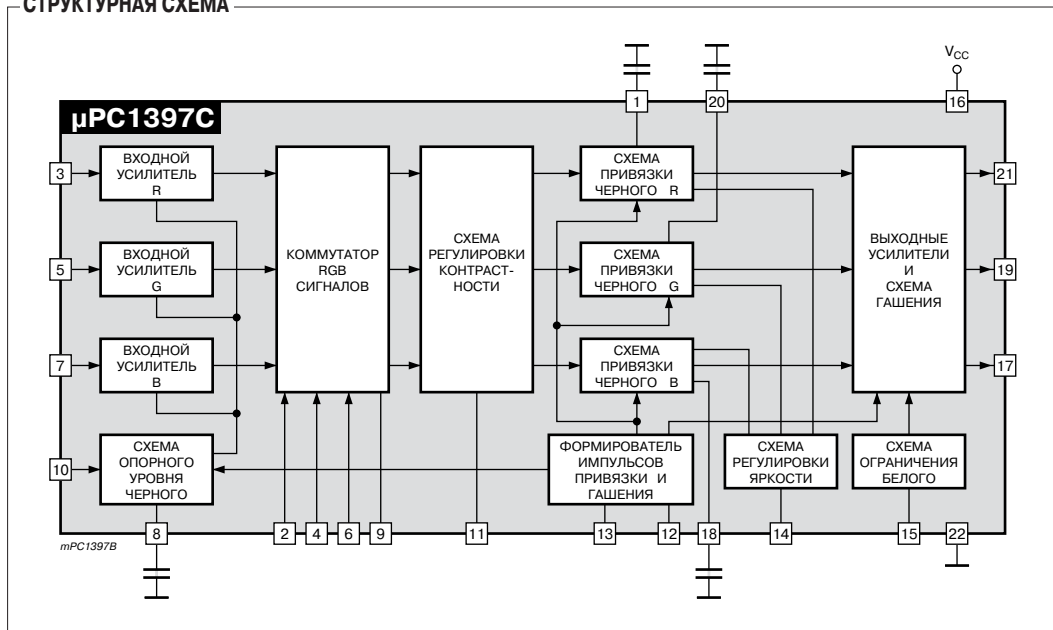 СТРУКТУРНАЯ СХЕМА
VCC
1
20
16
µPC1397C
3
ВХОДНОЙ
УСИЛИТЕЛЬ
R
5
ВХОДНОЙ
УСИЛИТЕЛЬ
G
7
ВХОДНОЙ
УСИЛИТЕЛЬ
B
10
СХЕМА
ОПОРНОГО
УРОВНЯ
ЧЕРНОГО
КОММУТАТОР
RGB
СИГНАЛОВ
СХЕМА
РЕГУЛИРОВКИ
КОНТРАСТ-
НОСТИ
СХЕМА
ПРИВЯЗКИ
ЧЕРНОГО R
СХЕМА
ПРИВЯЗКИ
ЧЕРНОГО G
СХЕМА
ПРИВЯЗКИ
ЧЕРНОГО B
ФОРМИРОВАТЕЛЬ
ИМПУЛЬСОВ
ПРИВЯЗКИ И
ГАШЕНИЯ
СХЕМА
РЕГУЛИРОВКИ
ЯРКОСТИ
СХЕМА
ОГРАНИЧЕНИЯ
БЕЛОГО
ВЫХОДНЫЕ
УСИЛИТЕЛИ
И
СХЕМА
ГАШЕНИЯ
21
19
17
8
2
4
6
9
11
13
12
18
14
15
22
mPC1397B